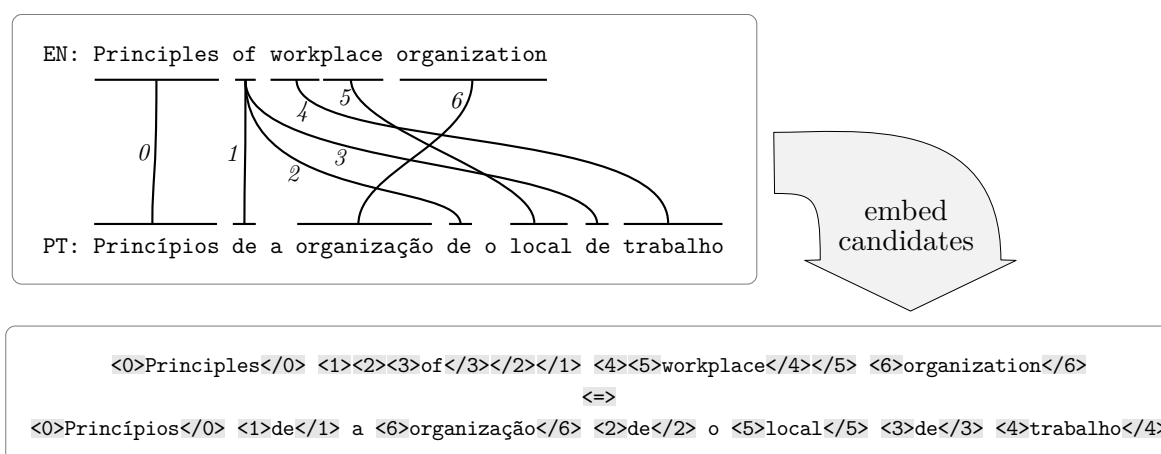 EN: Principles of workplace organization
0
1
2
3
4
5
6
PT: Princípios de a organização de o local de trabalho
embed
candidates
<0>Principles</0> <1><2><3>of</3></2></1> <4><5>workplace</4></5> <6>organization</6>
<=>
<0>Princípios</0> <1>de</1> a <6>organização</6> <2>de</2> o <5>local</5> <3>de</3> <4>trabalho</4>